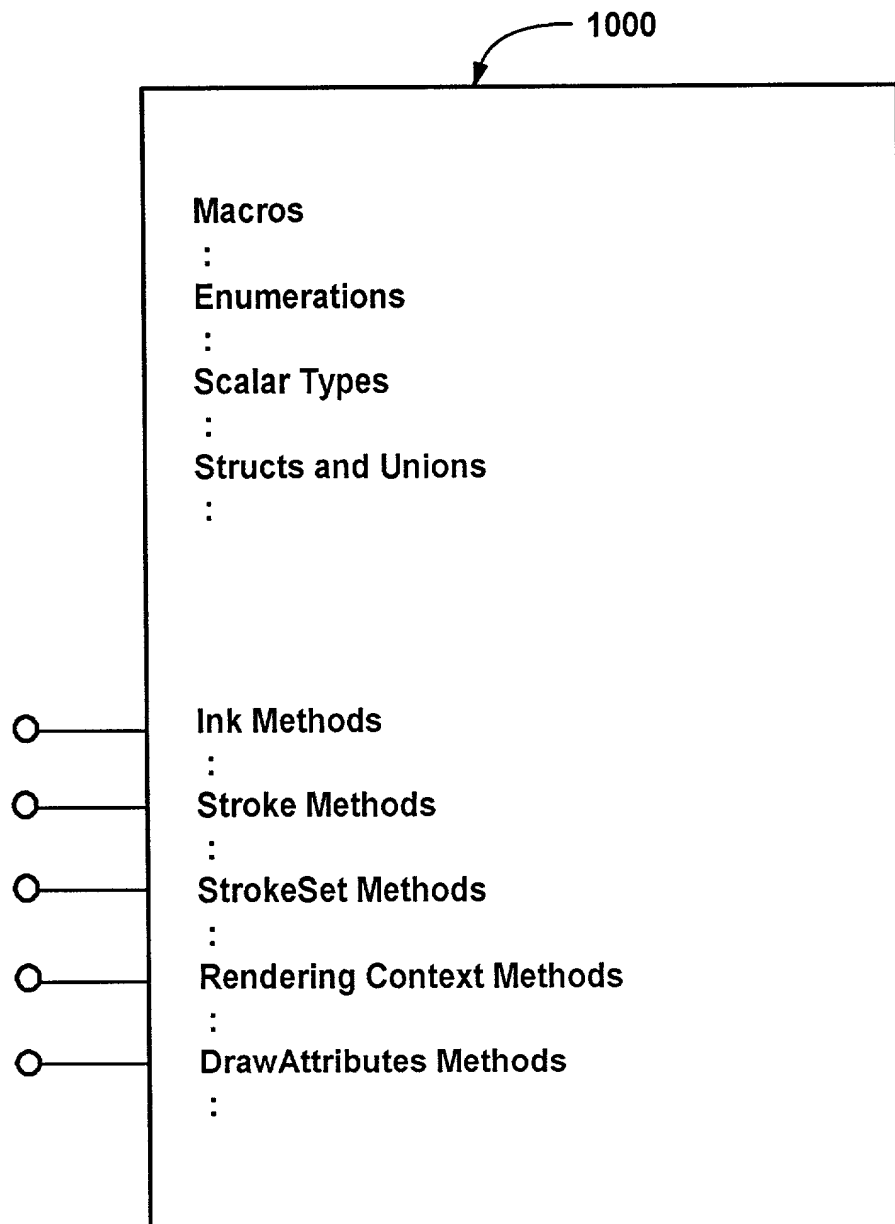 1000
Macros
:
Enumerations
:
Scalar Types
:
Structs and Unions
:
Ink Methods
:
Stroke Methods
:
StrokeSet Methods
:
Rendering Context Methods
:
DrawAttributes Methods
: